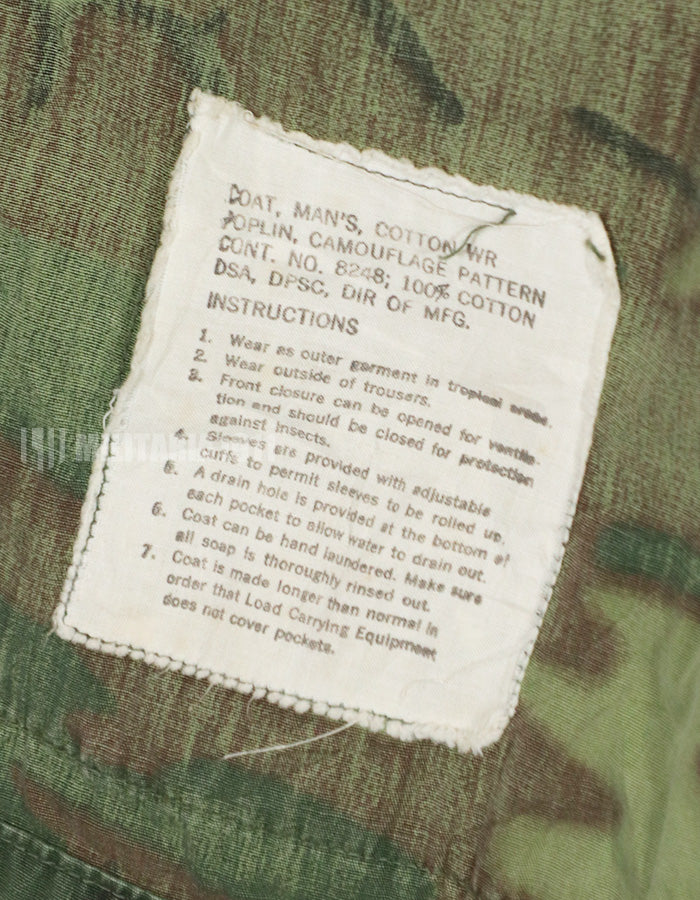 COAT, MAN'S, COTTON WR
POPLIN, CAMOUFLAGE PATTERN
CONT. NO. 8248; 100% COTTON
DSA, DPSC, DIR OF MFG.
INSTRUCTIONS
1. Wear as outer garment in tropical areas.
2. Wear outside of trousers.
3. Front closure can be opened for ventila-
tion and should be closed for protection
against insects.
4. Sleeves are provided with adjustable
cuffs to permit sleeves to be rolled up.
5. A drain hole is provided at the bottom of
each pocket to allow water to drain out.
6. Coat can be hand laundered. Make sure
all soap is thoroughly rinsed out.
7. Coat is made longer than normal in
order that Load Carrying Equipment
does not cover pockets.